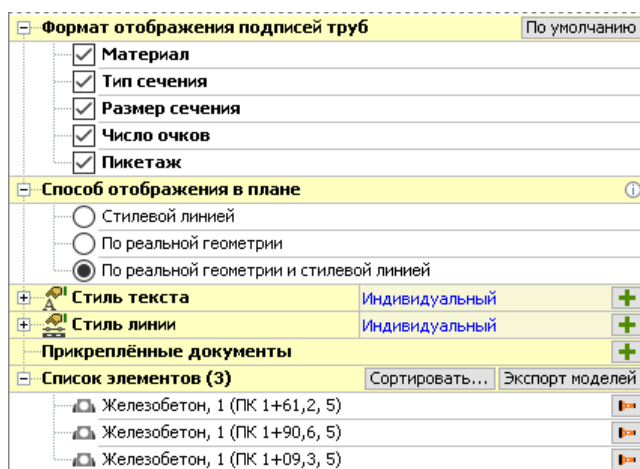 Формат отображения подписей труб По умолчанию
Материал
Тип сечения
Размер сечения
Число очков
Пикетаж
Способ отображения в плане
Стилевой линией
По реальной геометрии
По реальной геометрии и стилевой линией
Стиль текста Индивидуальный
Стиль линии Индивидуальный
Прикреплённые документы
Список элементов (3) Сортировать... Экспорт моделей
Железобетон, 1 (ПК 1+61,2, 5)
Железобетон, 1 (ПК 1+90,6, 5)
Железобетон, 1 (ПК 1+09,3, 5)